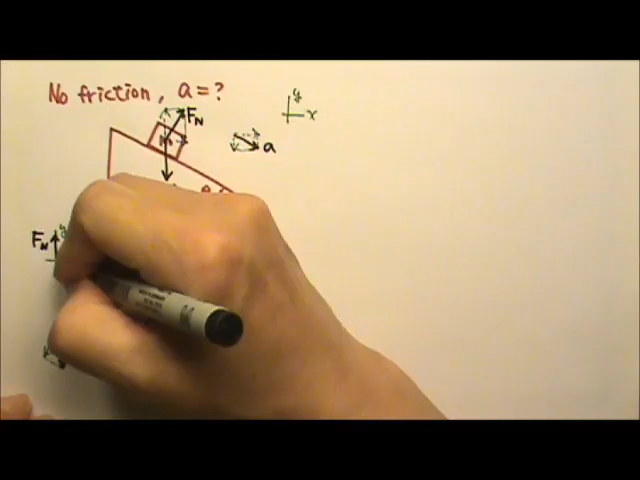 No friction, a = ?
y
x
F_N
a
θ
F_N
y